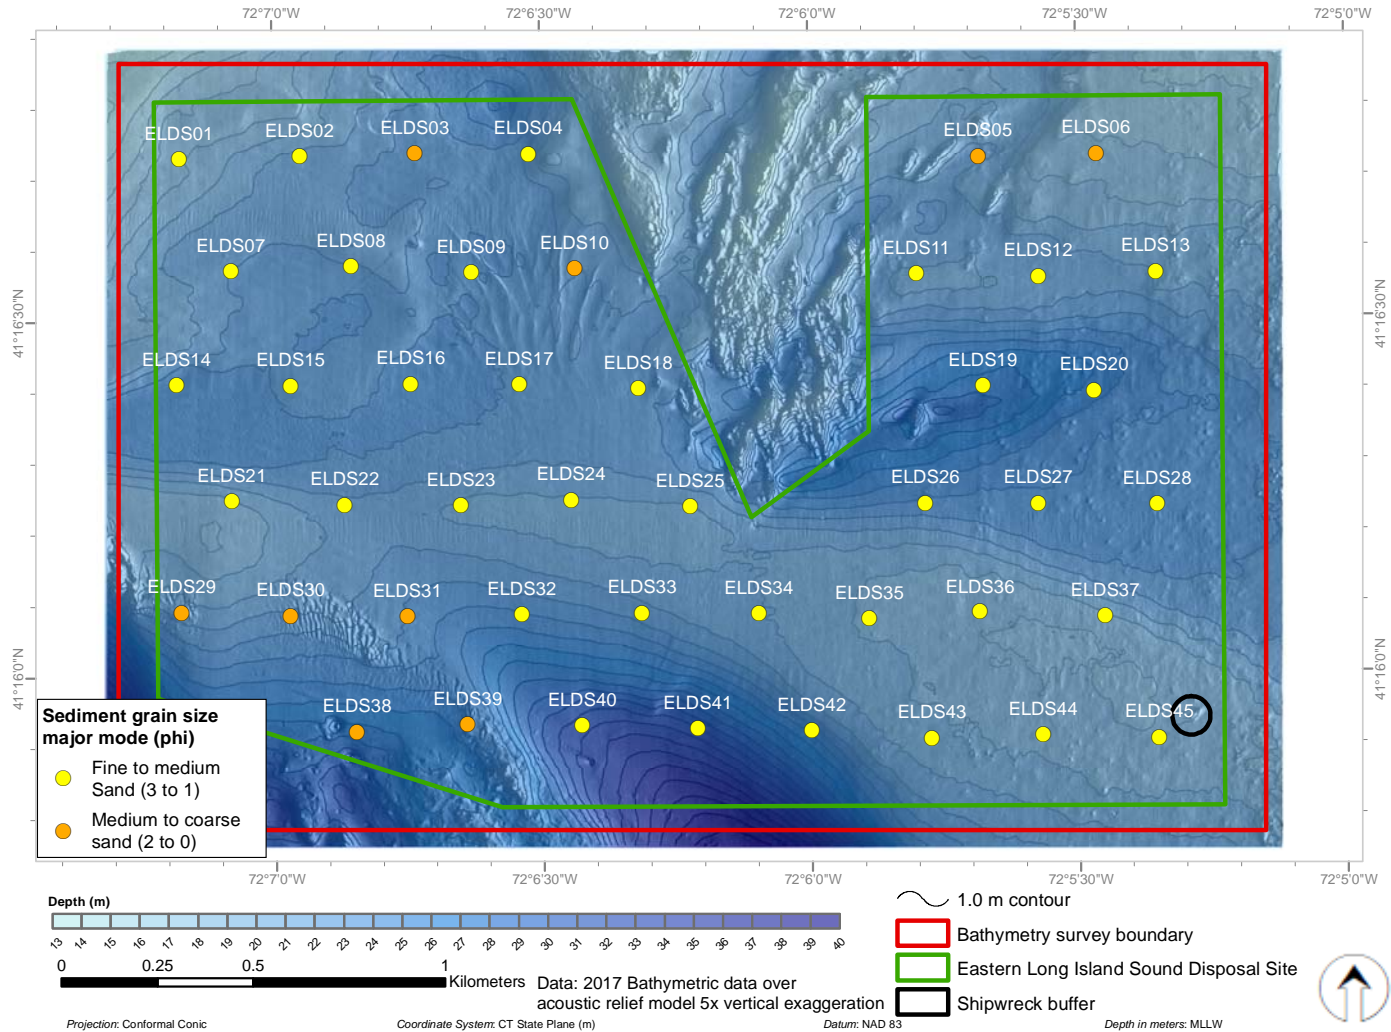 72°7'0"W 72°6'30"W 72°6'0"W 72°5'30"W 72°5'0"W
ELDS01 ELDS02 ELDS03 ELDS04 ELDS05 ELDS06
ELDS07 ELDS08 ELDS09 ELDS10 ELDS11 ELDS12 ELDS13
41°16'30"N 41°16'30"N
ELDS14 ELDS15 ELDS16 ELDS17 ELDS18 ELDS19 ELDS20
ELDS21 ELDS22 ELDS23 ELDS24 ELDS25 ELDS26 ELDS27 ELDS28
ELDS29 ELDS30 ELDS31 ELDS32 ELDS33 ELDS34 ELDS35 ELDS36 ELDS37
41°16'0"N 41°16'0"N
ELDS38 ELDS39 ELDS40 ELDS41 ELDS42 ELDS43 ELDS44 ELDS45
Sediment grain size
major mode (phi)
Fine to medium
Sand (3 to 1)
Medium to coarse
sand (2 to 0)
72°7'0"W 72°6'30"W 72°6'0"W 72°5'30"W 72°5'0"W
Depth (m)
13 14 15 16 17 18 19 20 21 22 23 24 25 26 27 28 29 30 31 32 33 34 35 36 37 38 39 40
0 0.25 0.5 1
Kilometers
Data: 2017 Bathymetric data over
acoustic relief model 5x vertical exaggeration
1.0 m contour
Bathymetry survey boundary
Eastern Long Island Sound Disposal Site
Shipwreck buffer
Projection: Conformal Conic Coordinate System: CT State Plane (m) Datum: NAD 83 Depth in meters: MLLW